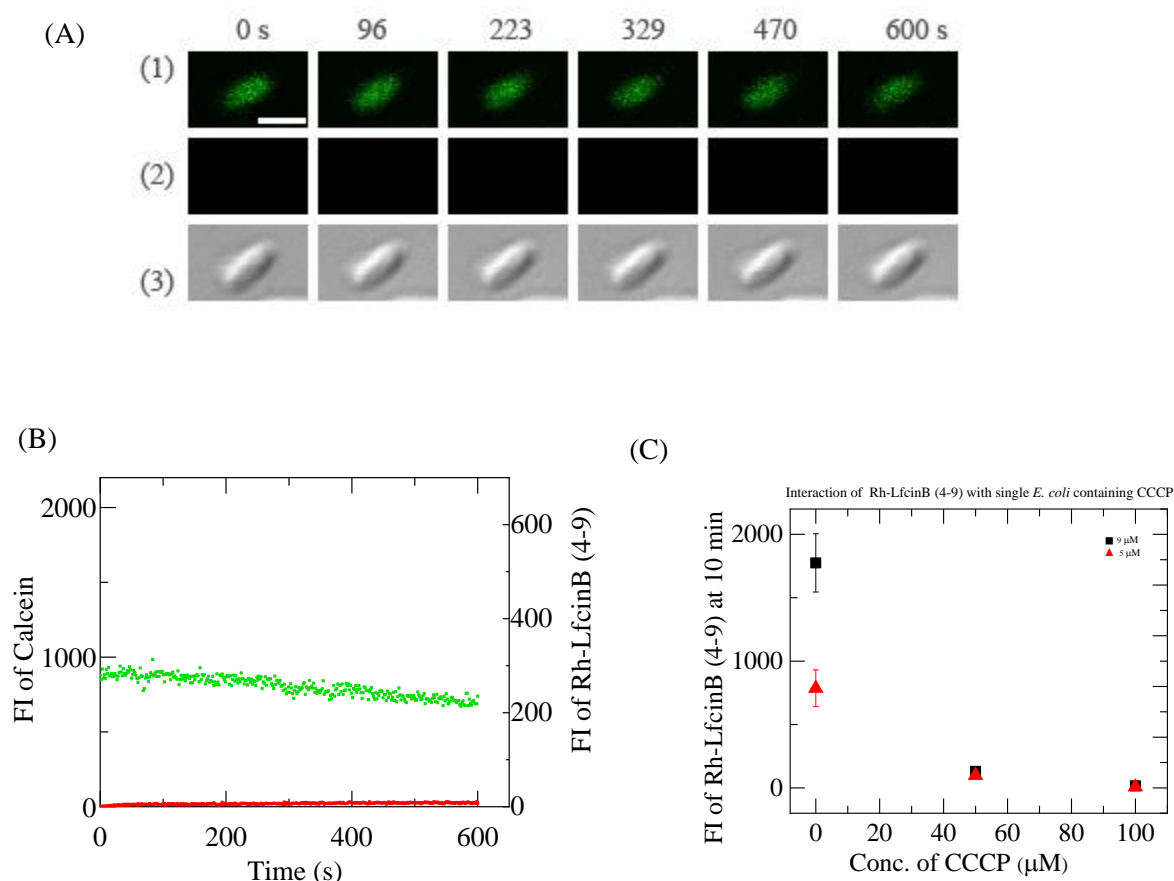 (A)
0 s 96 223 329 470 600 s
(1)
(2)
(3)
(B)
2000
1000
0
600
400
200
0
0 200 400 600
FI of Calcein
FI of Rh-LfcinB (4-9)
Time (s)
(C)
Interaction of Rh-LfcinB (4-9) with single E. coli containing CCCP
2000
1000
0
9 µM
5 µM
0 20 40 60 80 100
FI of Rh-LfcinB (4-9) at 10 min
Conc. of CCCP (µM)